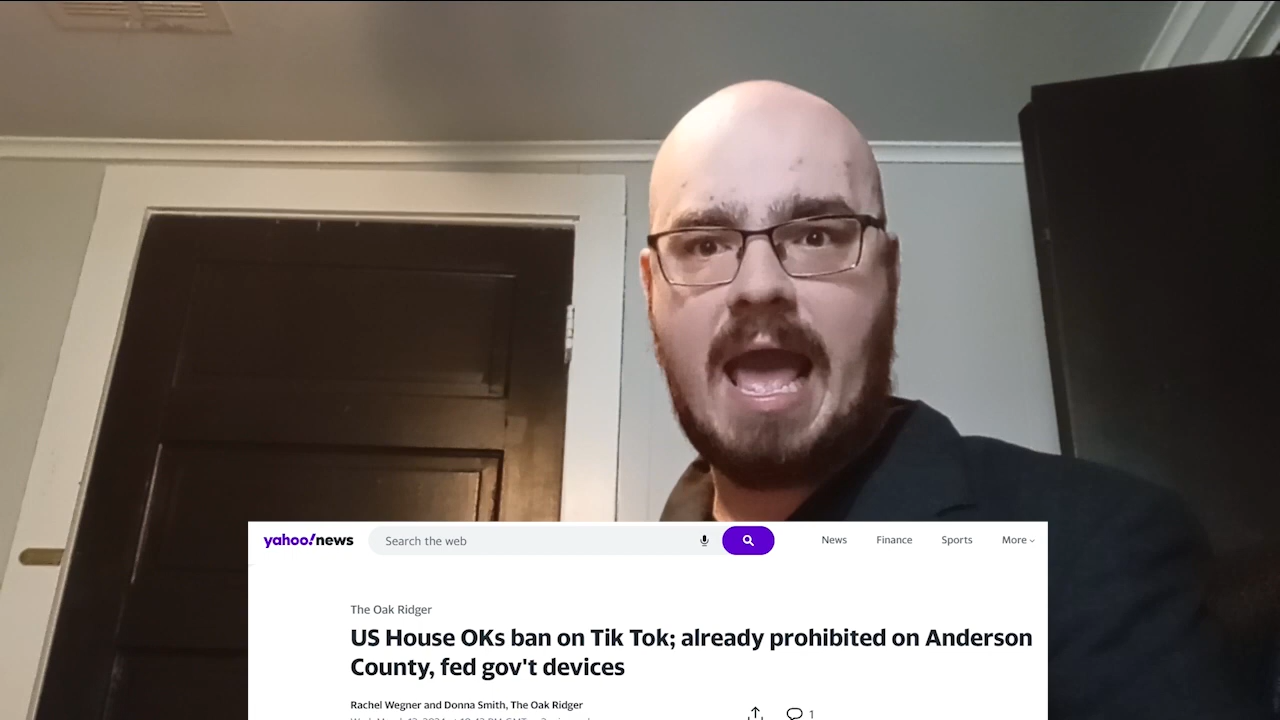 yahoo!news Search the web News Finance Sports More
The Oak Ridger
US House OKs ban on Tik Tok; already prohibited on Anderson
County, fed gov't devices
Rachel Wegner and Donna Smith, The Oak Ridger
1